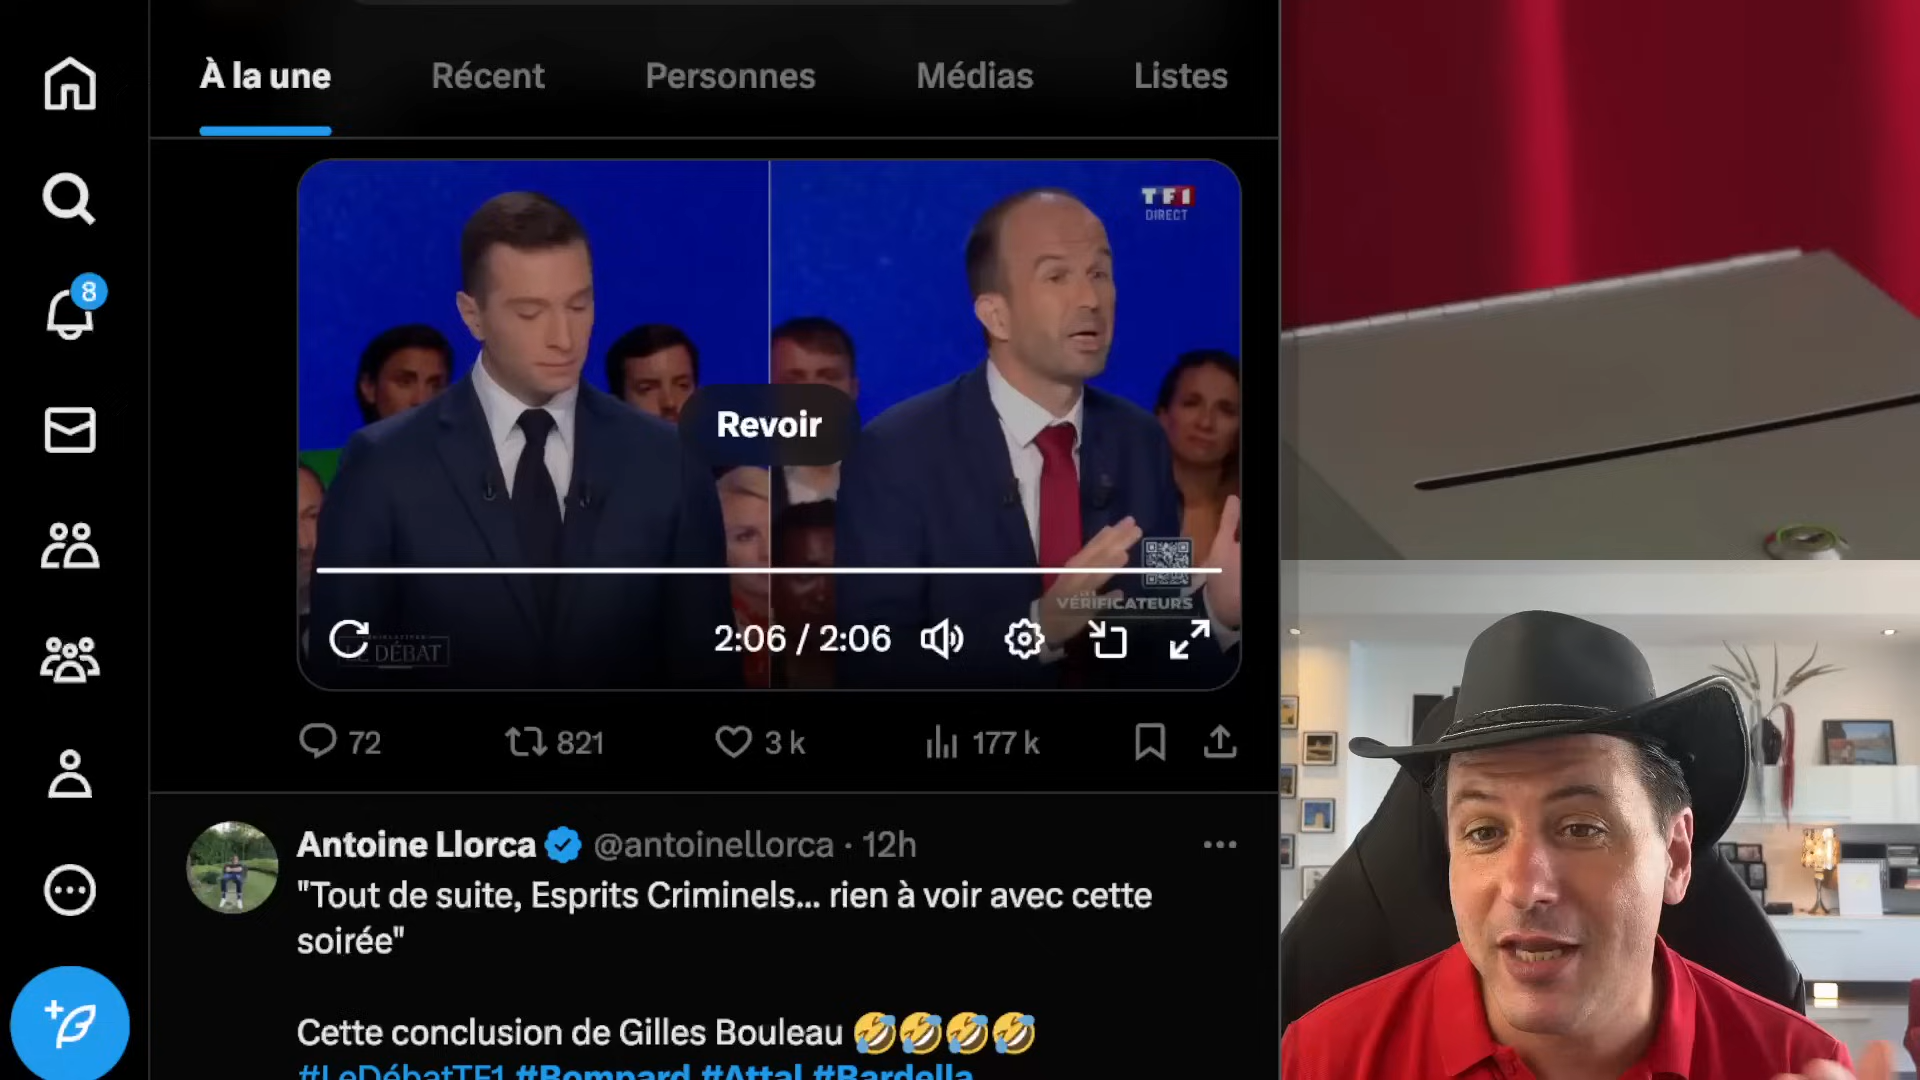 À la une
Récent
Personnes
Médias
Listes
8
TF1
DIRECT
Revoir
VÉRIFICATEURS
LE DÉBAT
2:06 / 2:06
72
821
3 k
177 k
Antoine Llorca @antoinellorca · 12h
"Tout de suite, Esprits Criminels... rien à voir avec cette
soirée"
Cette conclusion de Gilles Bouleau 🤣🤣🤣🤣
#LeDébatTF1 #Bompard #Attal #Bardella